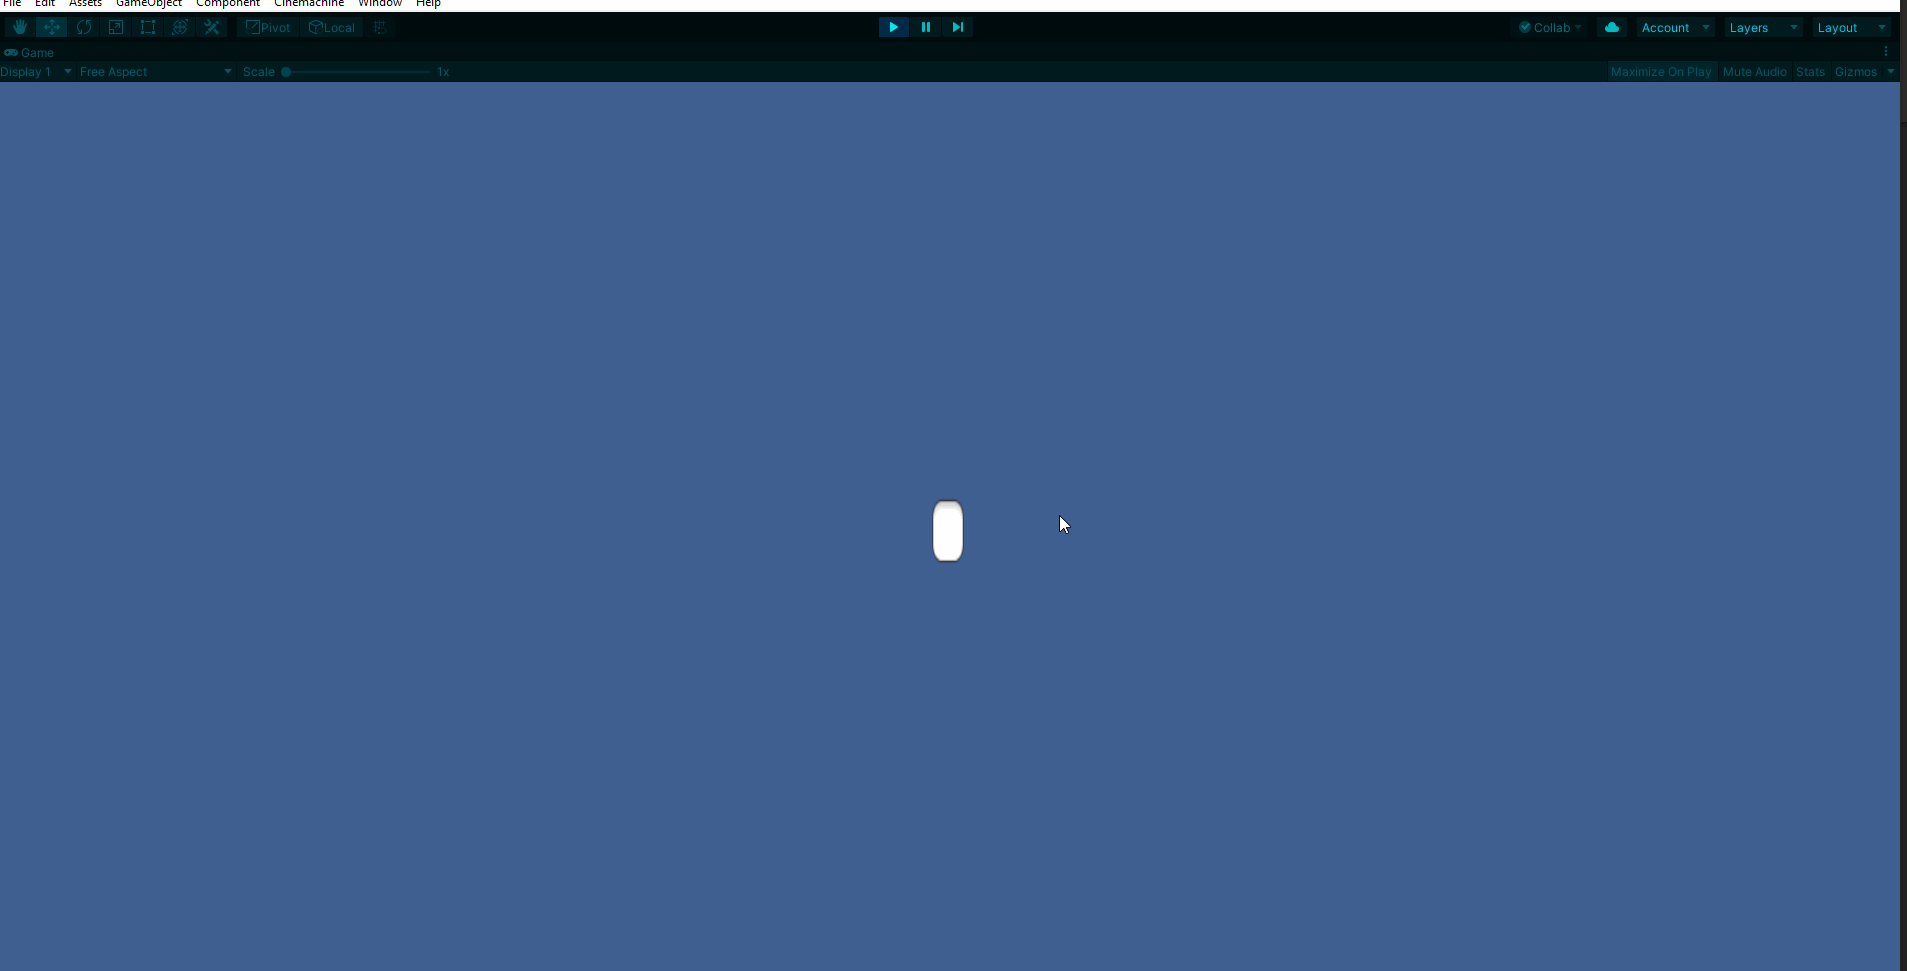 File Edit Assets GameObject Component Cinemachine Window Help
Pivot Local Collab Account Layers Layout
Game
Display 1 Free Aspect Scale 1x Maximize On Play Mute Audio Stats Gizmos